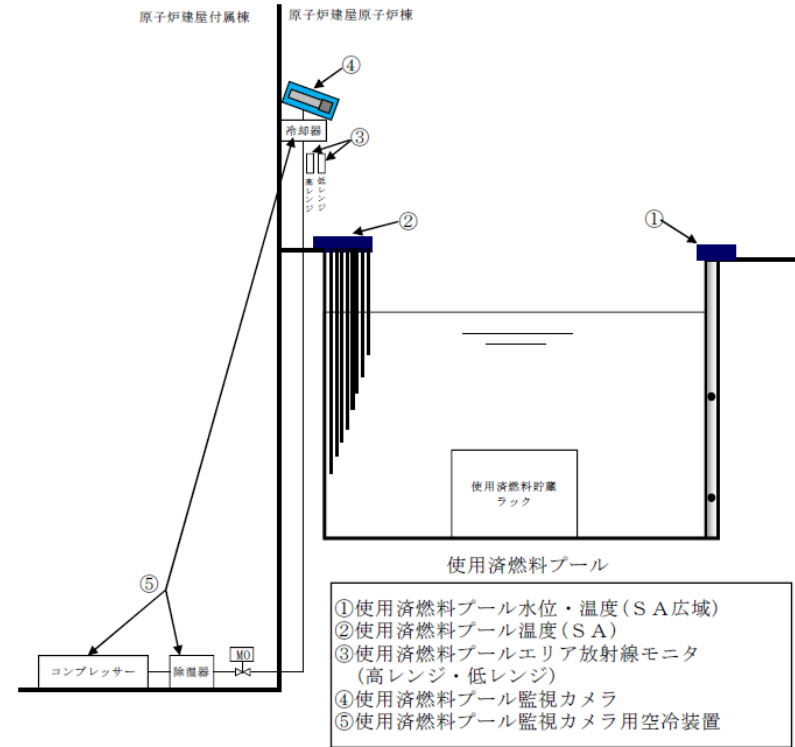 原子炉建屋付属棟
原子炉建屋原子炉棟
④
冷却器
③
高レンジ
低レンジ
②
①
使用済燃料貯蔵
ラック
使用済燃料プール
⑤
コンプレッサー
除湿器
MO
①使用済燃料プール水位・温度(SA広域)
②使用済燃料プール温度(SA)
③使用済燃料プールエリア放射線モニタ
(高レンジ・低レンジ)
④使用済燃料プール監視カメラ
⑤使用済燃料プール監視カメラ用空冷装置